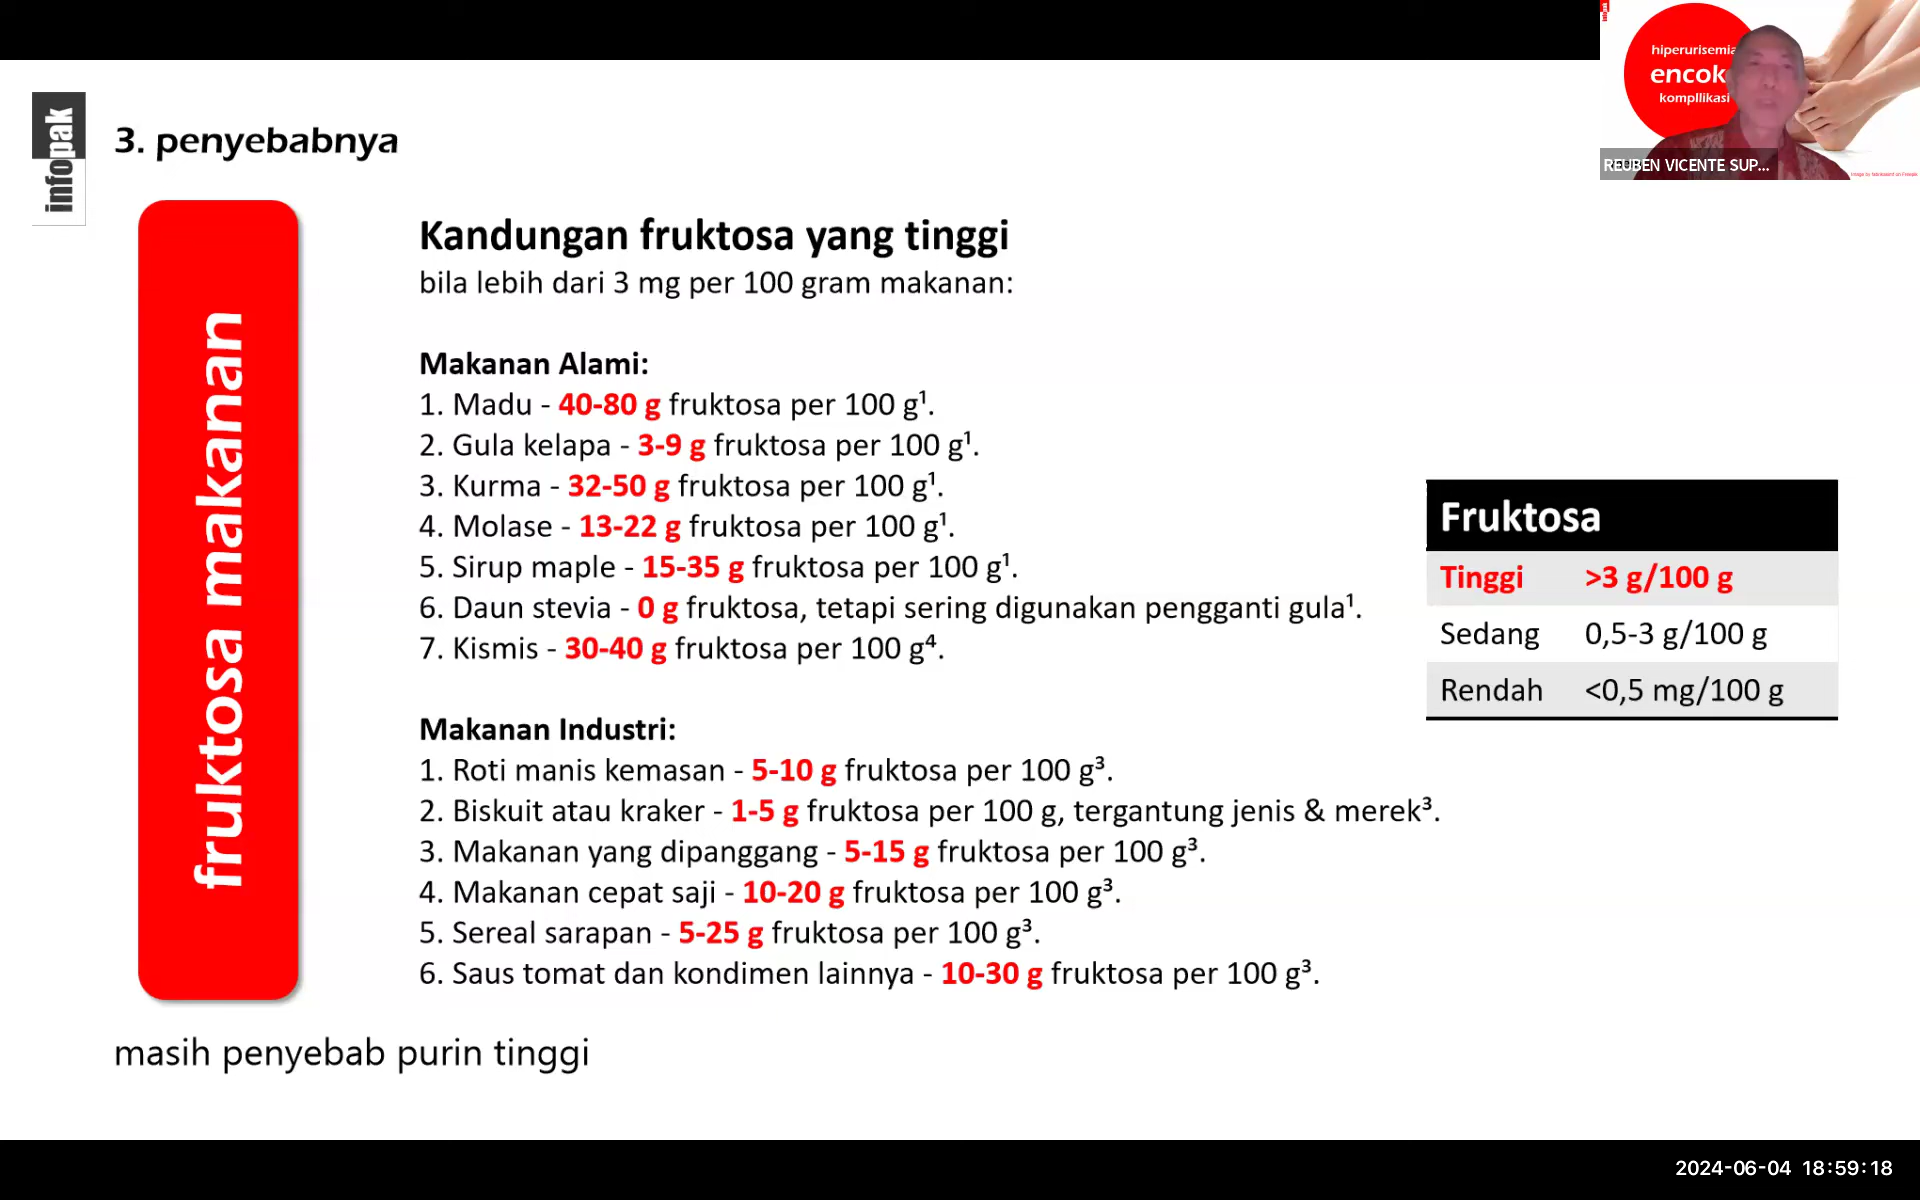 infopak
3. penyebabnya
fruktosa makanan
Kandungan fruktosa yang tinggi
bila lebih dari 3 mg per 100 gram makanan:
Makanan Alami:
1. Madu - 40-80 g fruktosa per 100 g¹.
2. Gula kelapa - 3-9 g fruktosa per 100 g¹.
3. Kurma - 32-50 g fruktosa per 100 g¹.
4. Molase - 13-22 g fruktosa per 100 g¹.
5. Sirup maple - 15-35 g fruktosa per 100 g¹.
6. Daun stevia - 0 g fruktosa, tetapi sering digunakan pengganti gula¹.
7. Kismis - 30-40 g fruktosa per 100 g⁴.
Makanan Industri:
1. Roti manis kemasan - 5-10 g fruktosa per 100 g³.
2. Biskuit atau kraker - 1-5 g fruktosa per 100 g, tergantung jenis & merek³.
3. Makanan yang dipanggang - 5-15 g fruktosa per 100 g³.
4. Makanan cepat saji - 10-20 g fruktosa per 100 g³.
5. Sereal sarapan - 5-25 g fruktosa per 100 g³.
6. Saus tomat dan kondimen lainnya - 10-30 g fruktosa per 100 g³.
Fruktosa
Tinggi >3 g/100 g
Sedang 0,5-3 g/100 g
Rendah <0,5 mg/100 g
masih penyebab purin tinggi
hiperurisemia
encok
kompllikasi
REUBEN VICENTE SUP...
2024-06-04 18:59:18